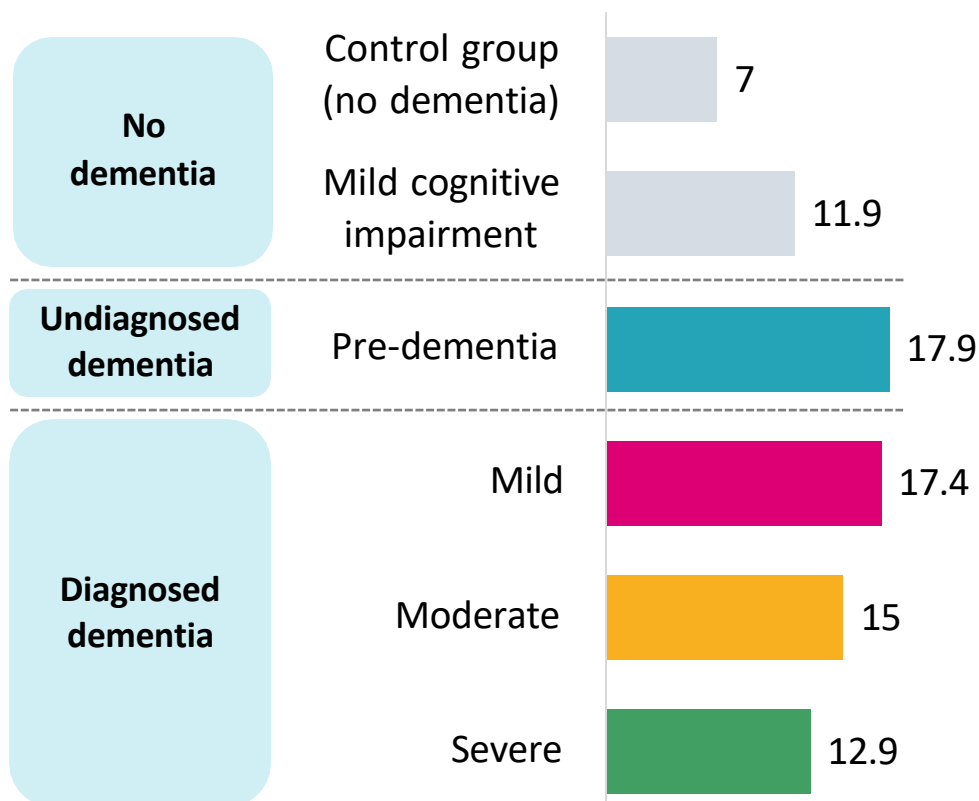 No
dementia
Control group
(no dementia)
7
Mild cognitive
impairment
11.9
Undiagnosed
dementia
Pre-dementia
17.9
Diagnosed
dementia
Mild
17.4
Moderate
15
Severe
12.9